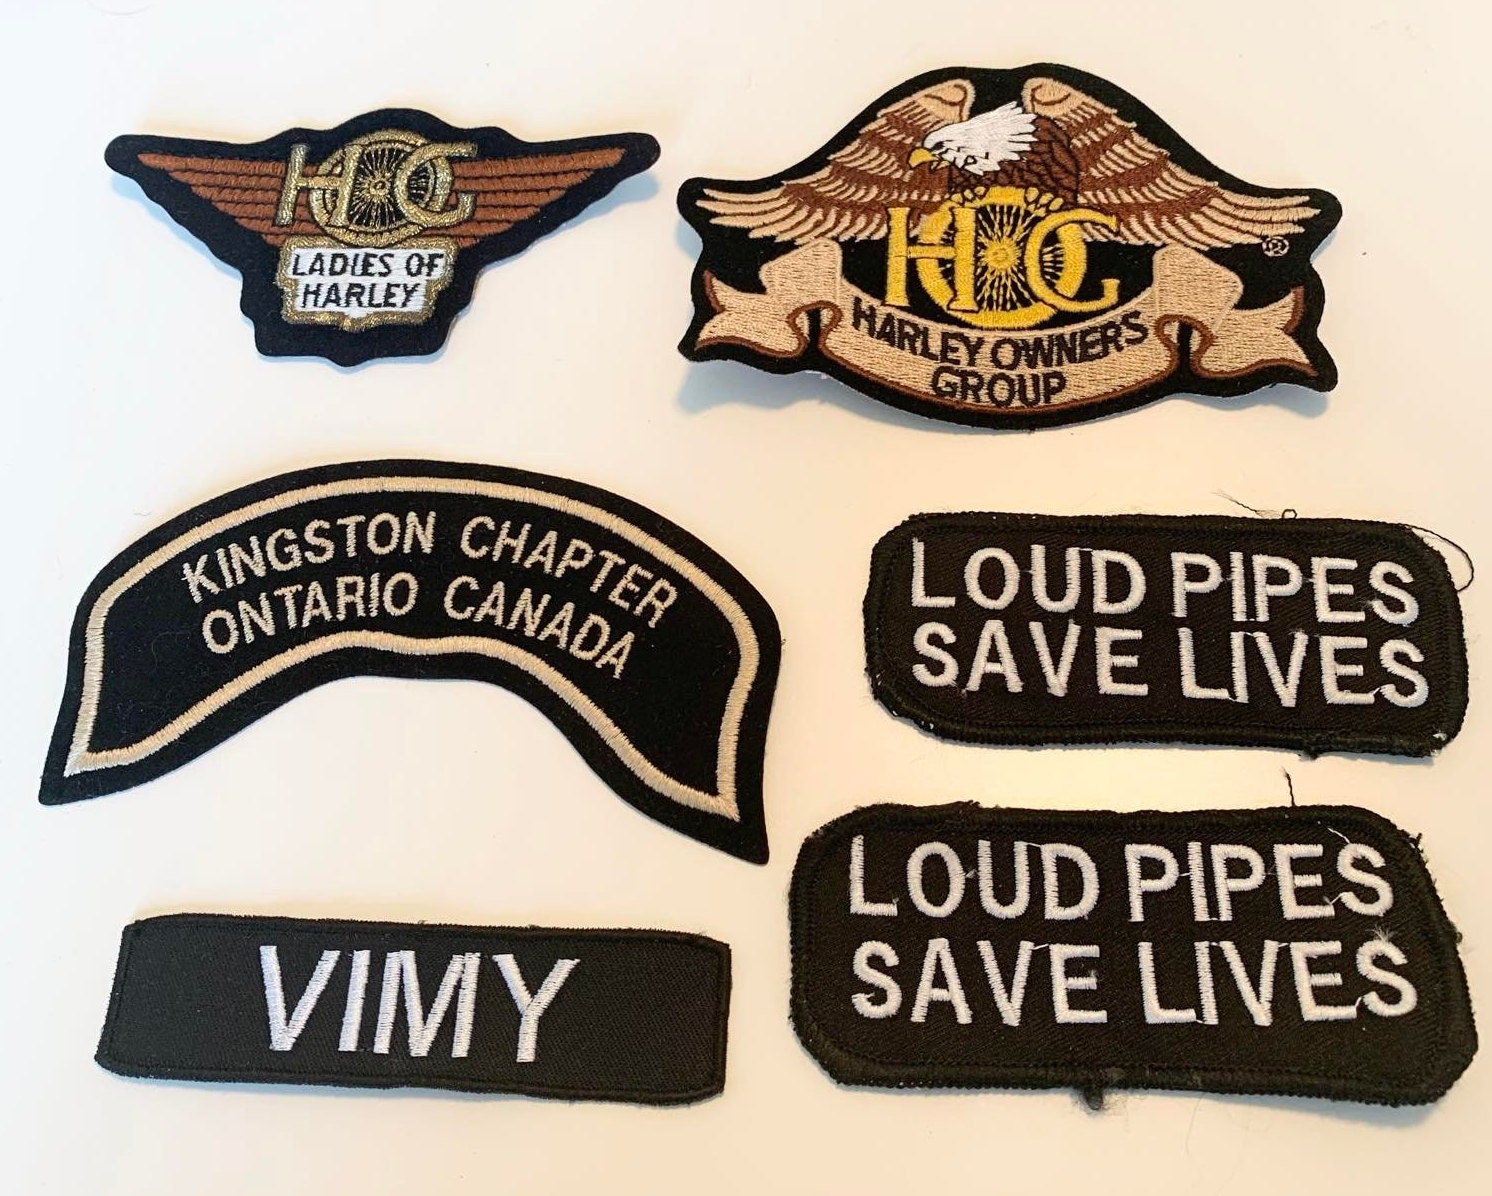 HOG
LADIES OF
HARLEY
HOG
HARLEY OWNERS
GROUP
®
KINGSTON CHAPTER
ONTARIO CANADA
LOUD PIPES
SAVE LIVES
VIMY
LOUD PIPES
SAVE LIVES